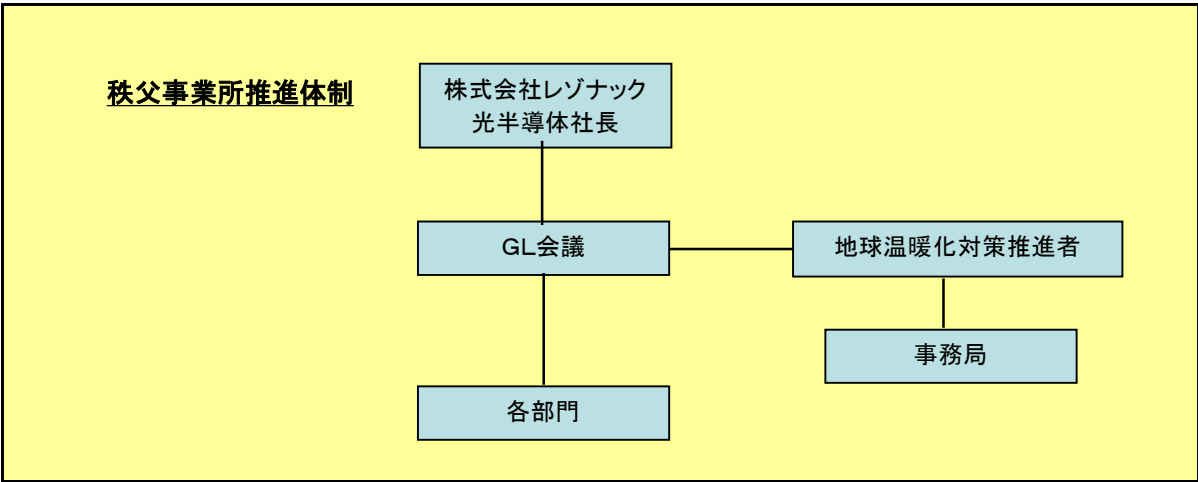 秩父事業所推進体制
株式会社レゾナック
光半導体社長
GL会議
地球温暖化対策推進者
事務局
各部門